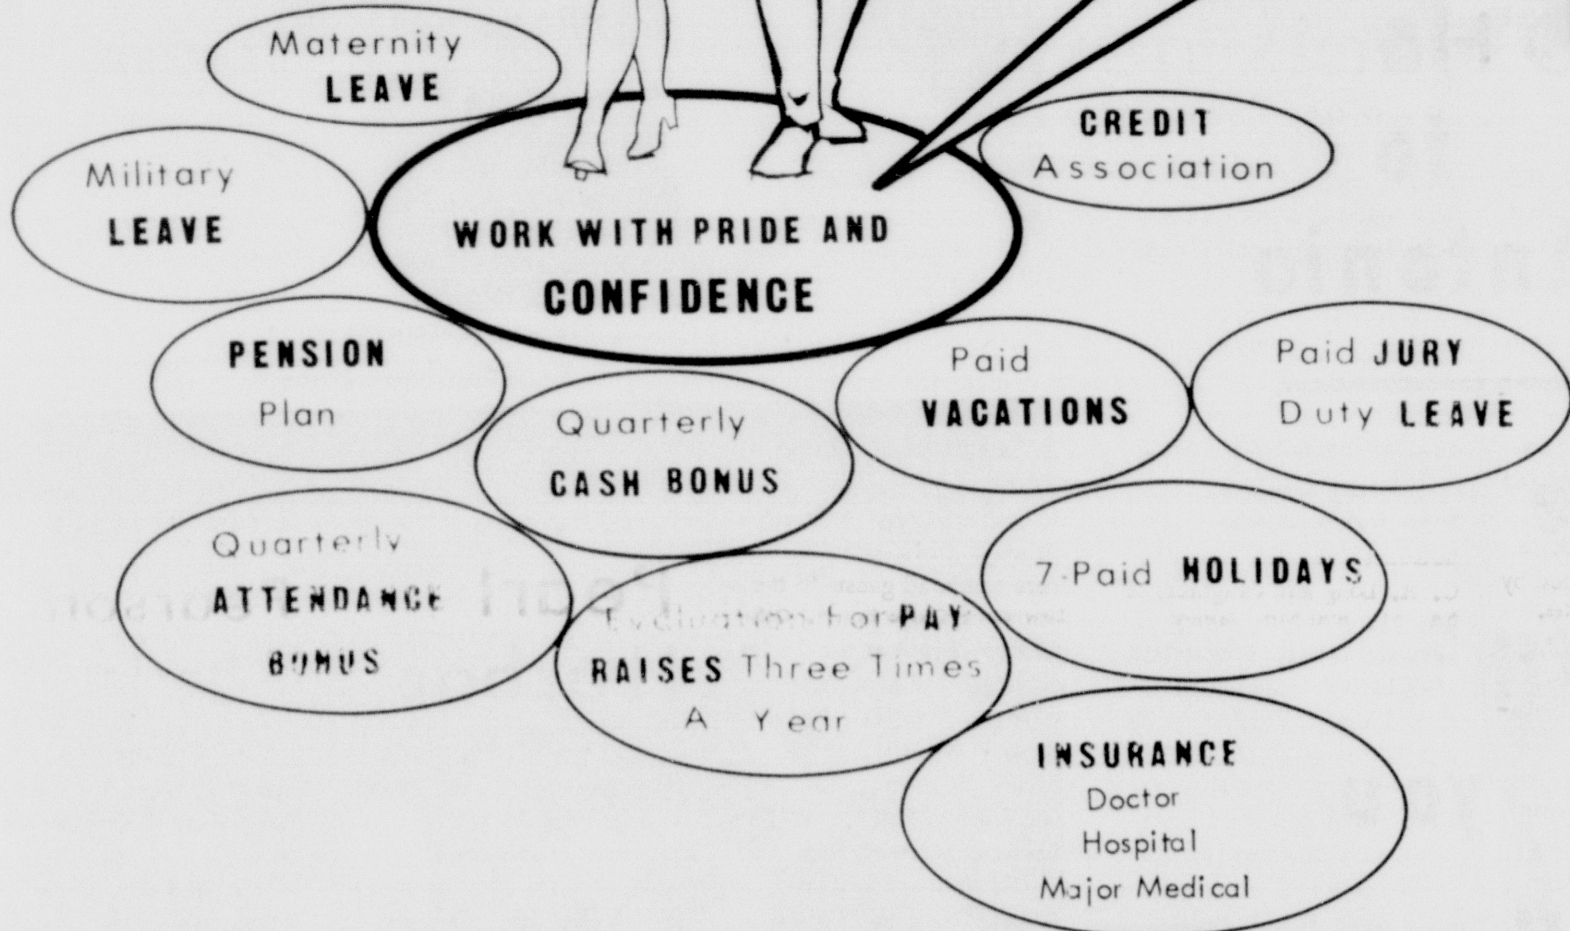 Maternity
LEAVE
CREDIT
Association
Military
LEAVE
WORK WITH PRIDE AND
CONFIDENCE
PENSION
Plan
Quarterly
CASH BONUS
Paid
VACATIONS
Paid JURY
Duty LEAVE
Quarterly
ATTENDANCE
BONUS
Evaluation For PAY
RAISES Three Times
A Year
7-Paid HOLIDAYS
INSURANCE
Doctor
Hospital
Major Medical